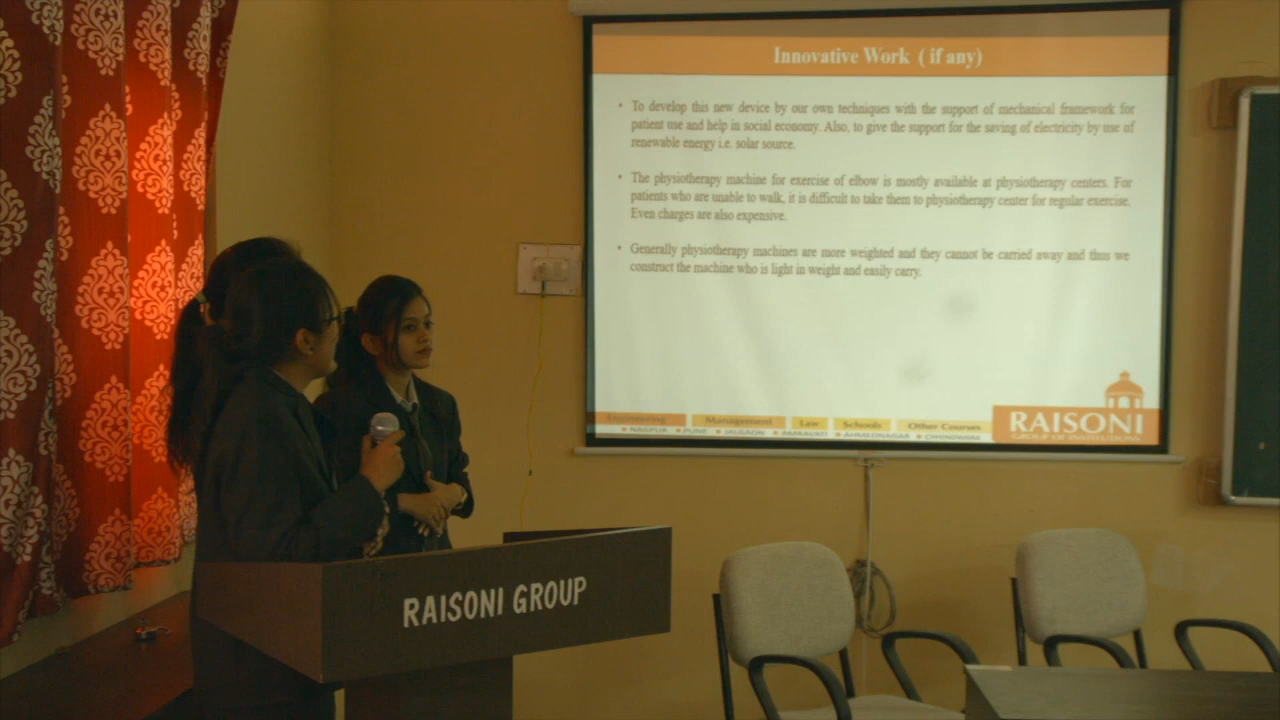 Innovative Work ( if any)
• To develop this new device by our own techniques with the support of mechanical framework for
patient use and help in social economy. Also, to give the support for the saving of electricity by use of
renewable energy i.e. solar source.
• The physiotherapy machine for exercise of elbow is mostly available at physiotherapy centers. For
patients who are unable to walk, it is difficult to take them to physiotherapy center for regular exercise.
Even charges are also expensive.
• Generally physiotherapy machines are more weighted and they cannot be carried away and thus we
construct the machine who is light in weight and easily carry.
Engineering Management Law Schools Other Courses
• NAGPUR • PUNE • JALGAON • AMRAVATI • AHMEDNAGAR • CHHINDWARA
RAISONI
GROUP OF INSTITUTIONS
RAISONI GROUP